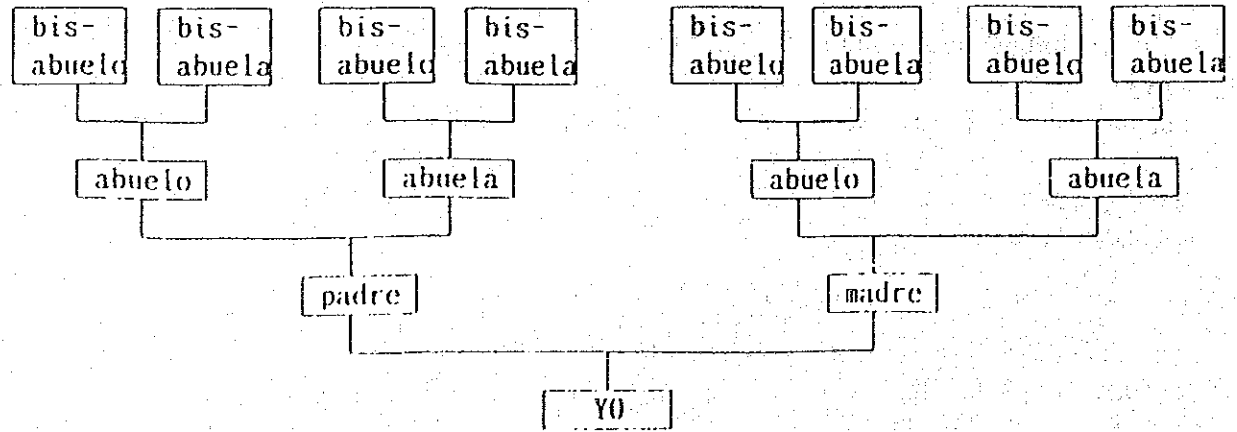 bis- bis- bis- bis- bis- bis- bis- bis-
abuelo abuela abuelo abuela abuelo abuela abuelo abuela
abuelo abuela abuelo abuela
padre madre
YO